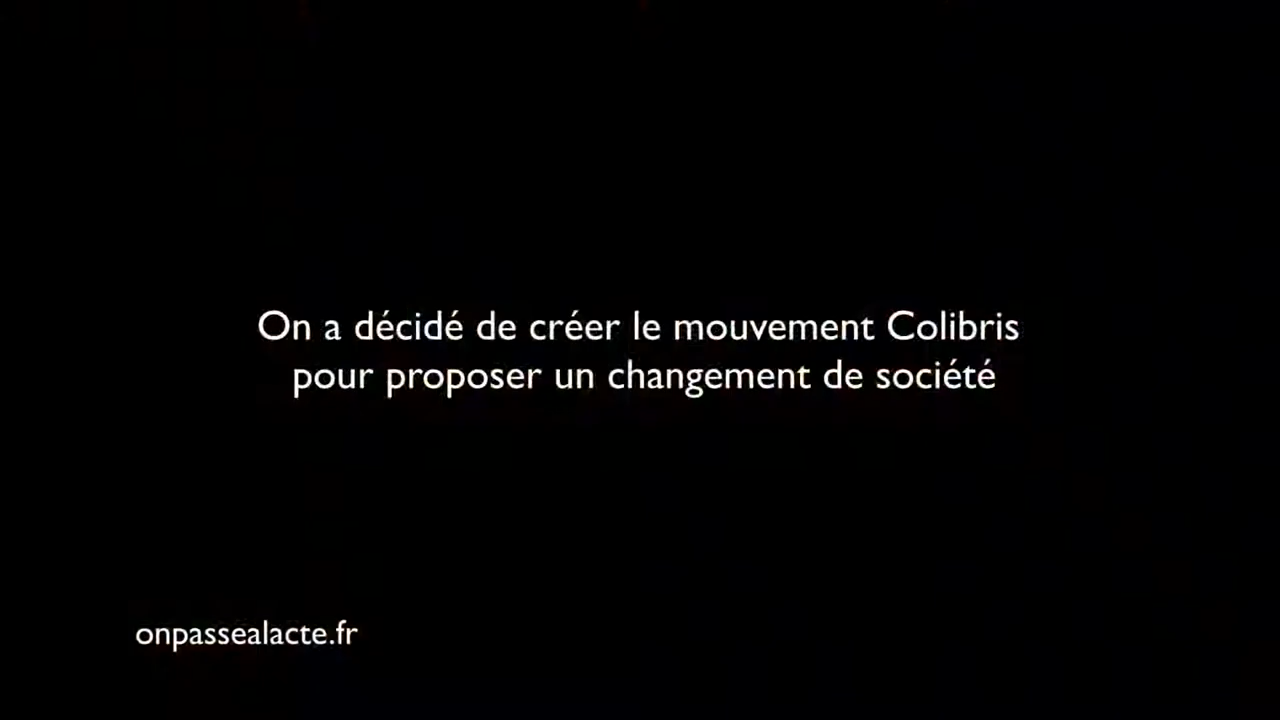 On a décidé de créer le mouvement Colibris
pour proposer un changement de société
onpassealacte.fr